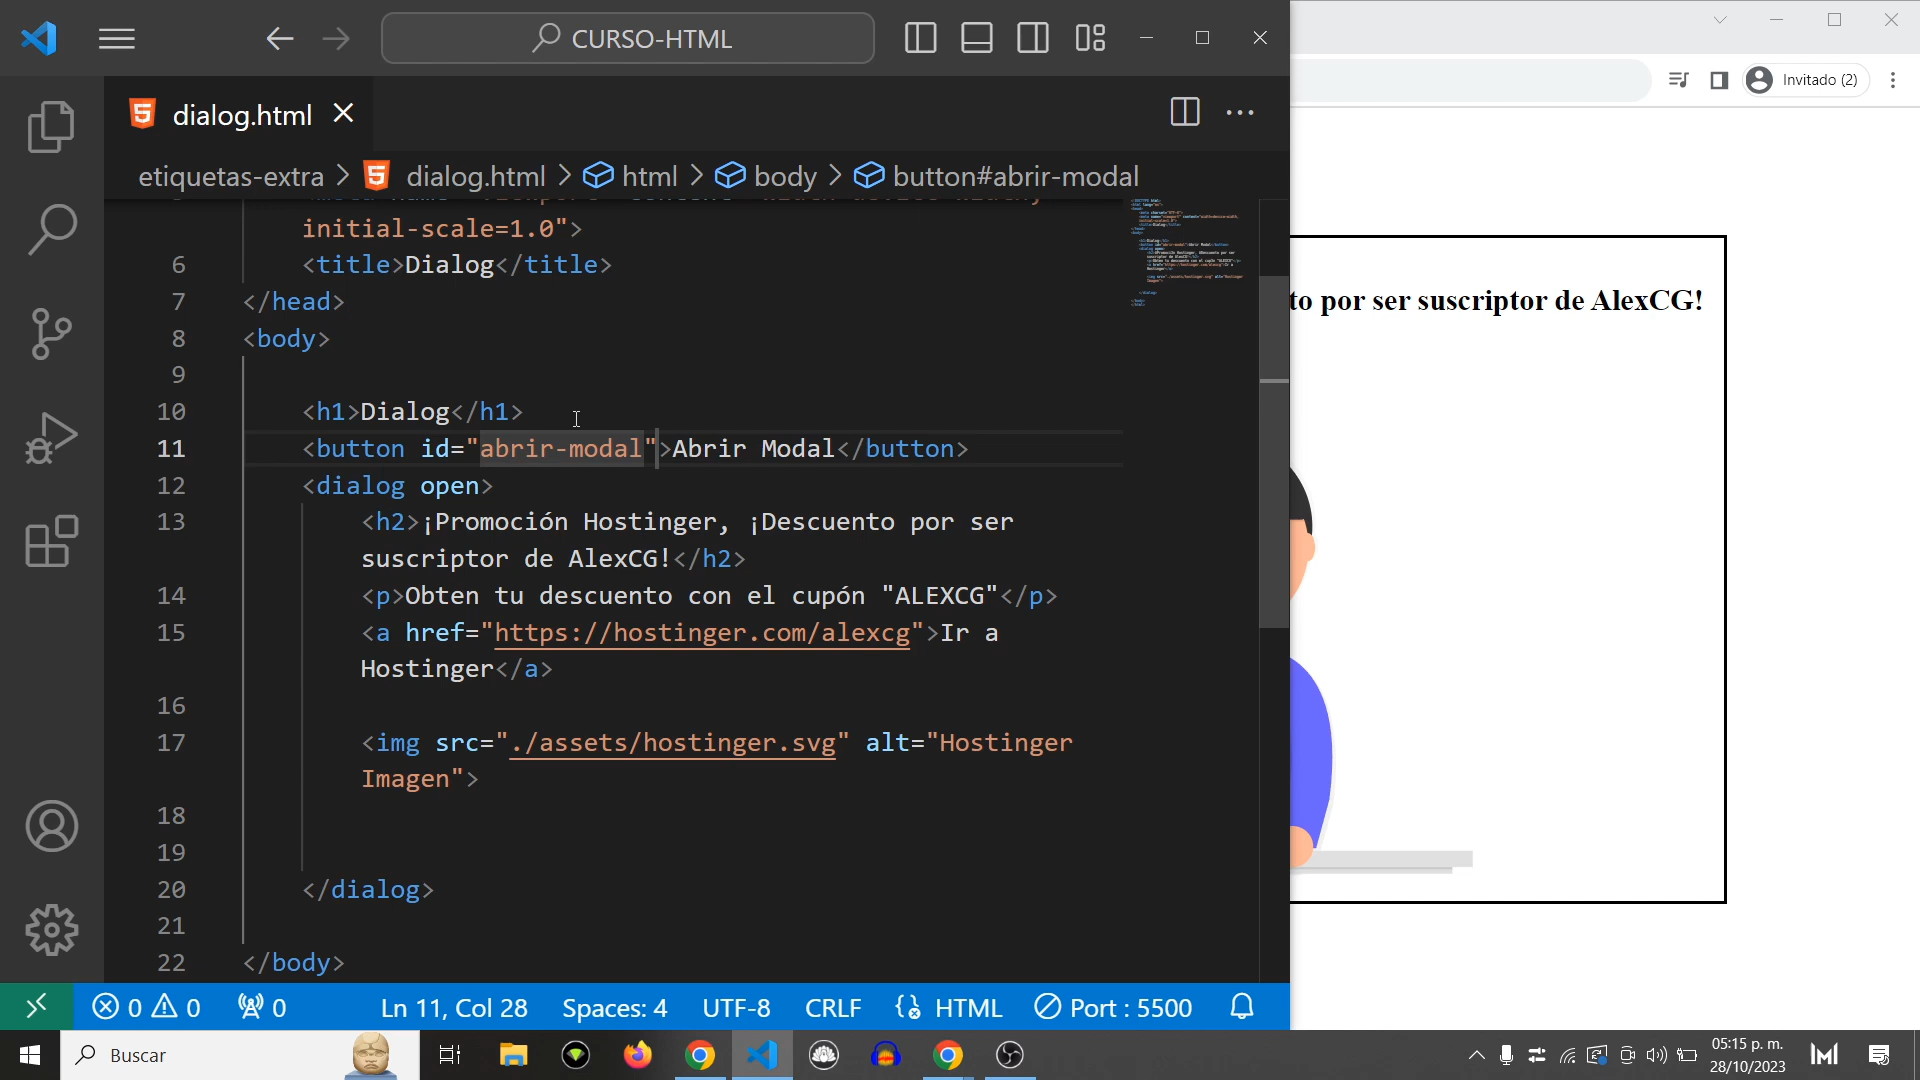 CURSO-HTML
Invitado (2)
dialog.html
etiquetas-extra > dialog.html > html > body > button#abrir-modal
initial-scale=1.0">
6 <title>Dialog</title>
7 </head>
8 <body>
9
10 <h1>Dialog</h1>
11 <button id="abrir-modal">Abrir Modal</button>
12 <dialog open>
13 <h2>¡Promoción Hostinger, ¡Descuento por ser
suscriptor de AlexCG!</h2>
14 <p>Obten tu descuento con el cupón "ALEXCG"</p>
15 <a href="https://hostinger.com/alexcg">Ir a
Hostinger</a>
16
17 <img src="./assets/hostinger.svg" alt="Hostinger
Imagen">
18
19
20 </dialog>
21
22 </body>
to por ser suscriptor de AlexCG!
0 0 0 Ln 11, Col 28 Spaces: 4 UTF-8 CRLF HTML Port : 5500
Buscar
05:15 p. m.
28/10/2023